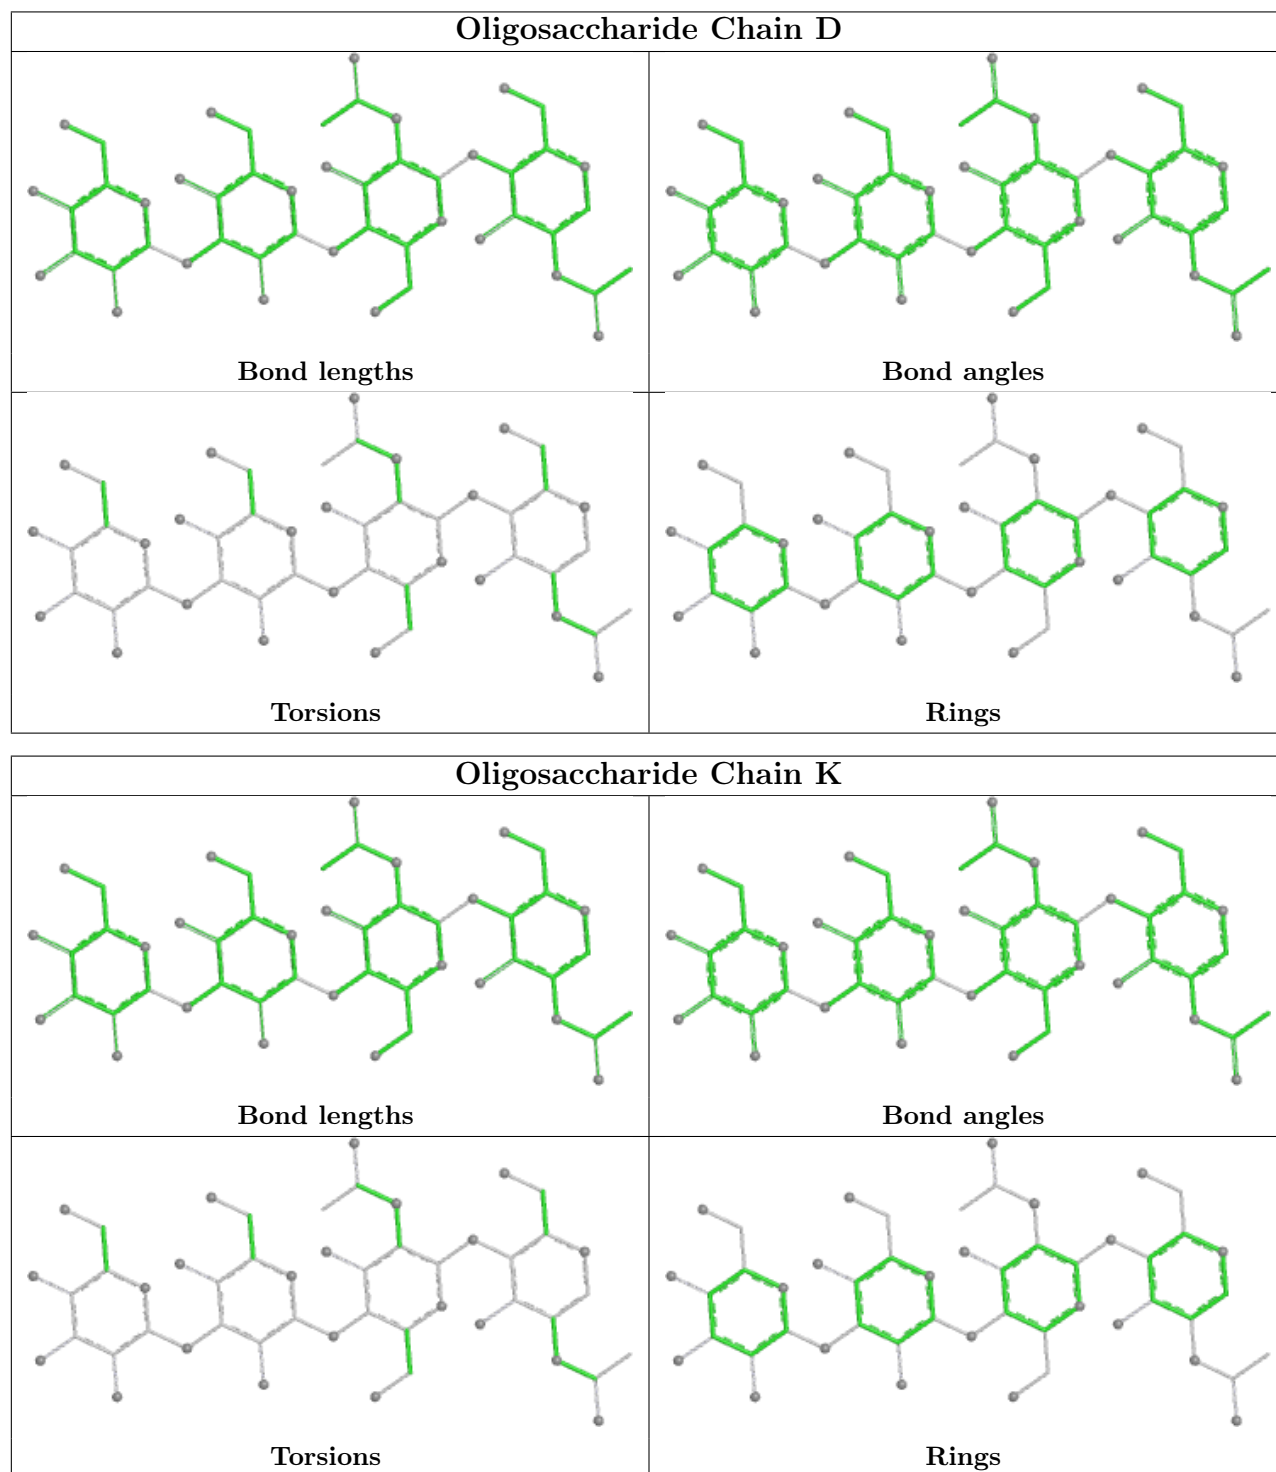 Oligosaccharide Chain D
Bond lengths
Bond angles
Torsions
Rings
Oligosaccharide Chain K
Bond lengths
Bond angles
Torsions
Rings